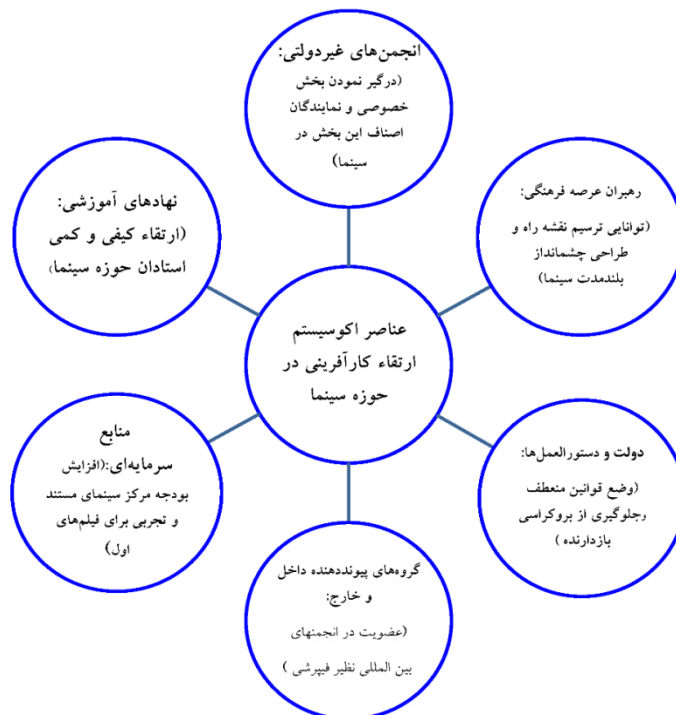 انجمن‌های غیردولتی:
(درگیر نمودن بخش
خصوصی و نمایندگان
اصناف این بخش در
سینما)
رهبران عرصه فرهنگی:
(توانایی ترسیم نقشه راه و
طراحی چشمانداز
بلندمدت سینما)
نهادهای آموزشی:
(ارتقاء کیفی و کمی
استادان حوزه سینما)
عناصر اکوسیستم
ارتقاء کارآفرینی در
حوزه سینما
دولت و دستورالعمل‌ها:
(وضع قوانین منعطف
وجلوگیری از بروکراسی
بازدارنده )
منابع
سرمایه‌ای:(افزایش
بودجه مرکز سینمای مستند
و تجربی برای فیلم‌های
اول)
گروه‌های پیونددهنده داخل
و خارج:
(عضویت در انجمنهای
بین المللی نظیر فیپرشی )